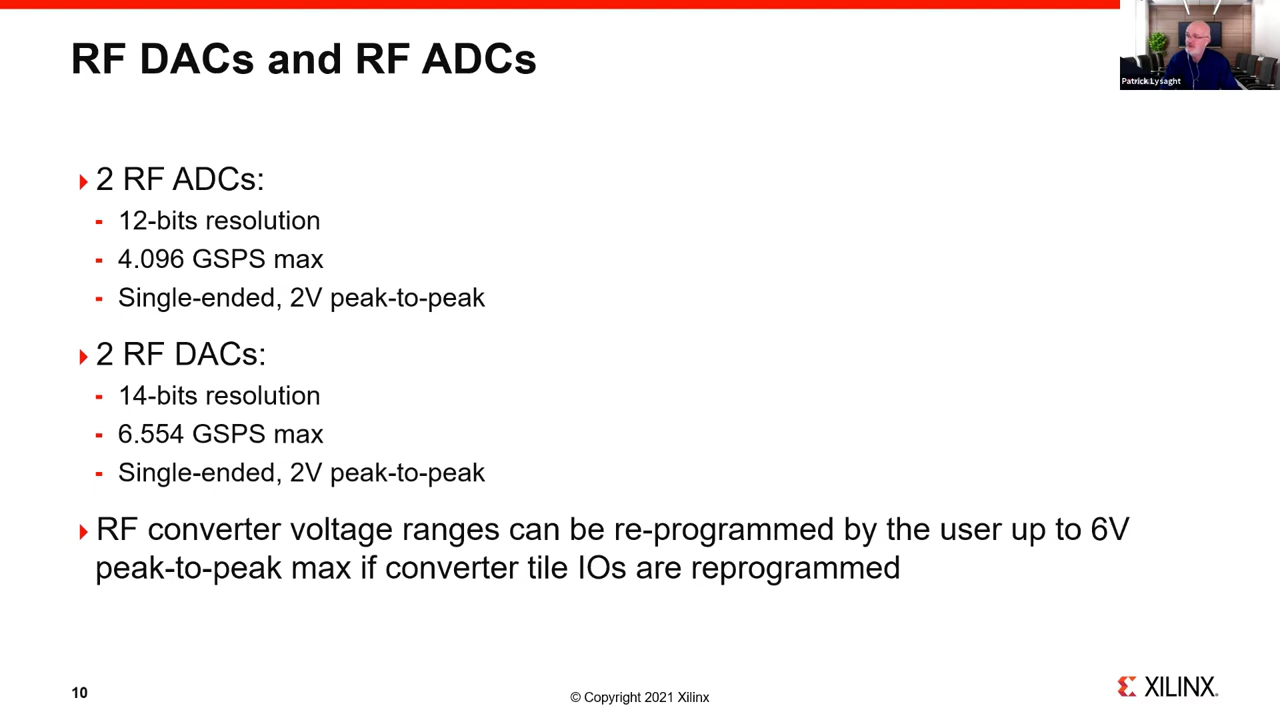 RF DACs and RF ADCs
Patrick Lysaght
2 RF ADCs:
- 12-bits resolution
- 4.096 GSPS max
- Single-ended, 2V peak-to-peak
2 RF DACs:
- 14-bits resolution
- 6.554 GSPS max
- Single-ended, 2V peak-to-peak
RF converter voltage ranges can be re-programmed by the user up to 6V
peak-to-peak max if converter tile IOs are reprogrammed
10
© Copyright 2021 Xilinx
XILINX